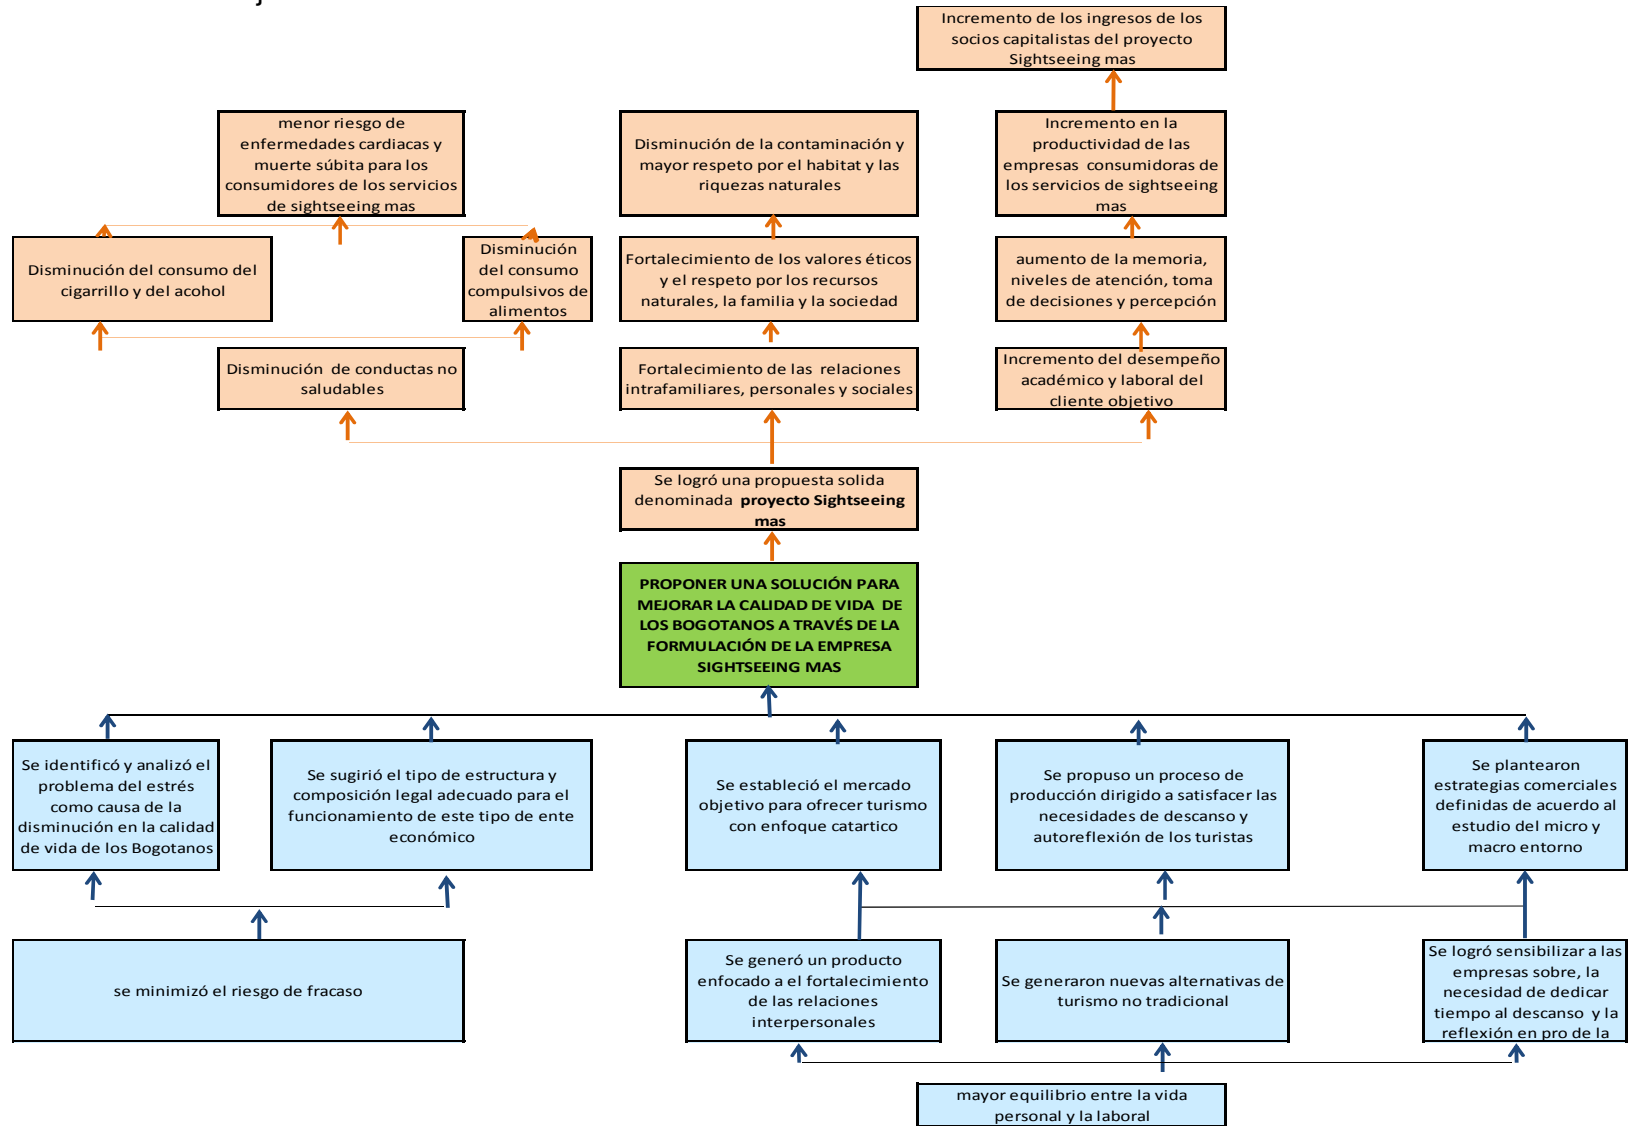 Incremento de los ingresos de los
socios capitalistas del proyecto
Sightseeing mas
menor riesgo de
enfermedades cardiacas y
muerte súbita para los
consumidores de los servicios
de sightseeing mas
Disminución de la contaminación y
mayor respeto por el habitat y las
riquezas naturales
Incremento en la
productividad de las
empresas consumidoras de
los servicios de sightseeing
mas
Disminución del consumo del
cigarrillo y del acohol
Disminución
del consumo
compulsivos de
alimentos
Fortalecimiento de los valores éticos
y el respeto por los recursos
naturales, la familia y la sociedad
aumento de la memoria,
niveles de atención, toma
de decisiones y percepción
Disminución de conductas no
saludables
Fortalecimiento de las relaciones
intrafamiliares, personales y sociales
Incremento del desempeño
académico y laboral del
cliente objetivo
Se logró una propuesta solida
denominada proyecto Sightseeing
mas
PROPONER UNA SOLUCIÓN PARA
MEJORAR LA CALIDAD DE VIDA DE
LOS BOGOTANOS A TRAVÉS DE LA
FORMULACIÓN DE LA EMPRESA
SIGHTSEEING MAS
Se identificó y analizó el
problema del estrés
como causa de la
disminución en la calidad
de vida de los Bogotanos
Se sugirió el tipo de estructura y
composición legal adecuado para el
funcionamiento de este tipo de ente
económico
Se estableció el mercado
objetivo para ofrecer turismo
con enfoque catartico
Se propuso un proceso de
producción dirigido a satisfacer las
necesidades de descanso y
autoreflexión de los turistas
Se plantearon
estrategias comerciales
definidas de acuerdo al
estudio del micro y
macro entorno
se minimizó el riesgo de fracaso
Se generó un producto
enfocado a el fortalecimiento
de las relaciones
interpersonales
Se generaron nuevas alternativas de
turismo no tradicional
Se logró sensibilizar a las
empresas sobre, la
necesidad de dedicar
tiempo al descanso y la
reflexión en pro de la
mayor equilibrio entre la vida
personal y la laboral